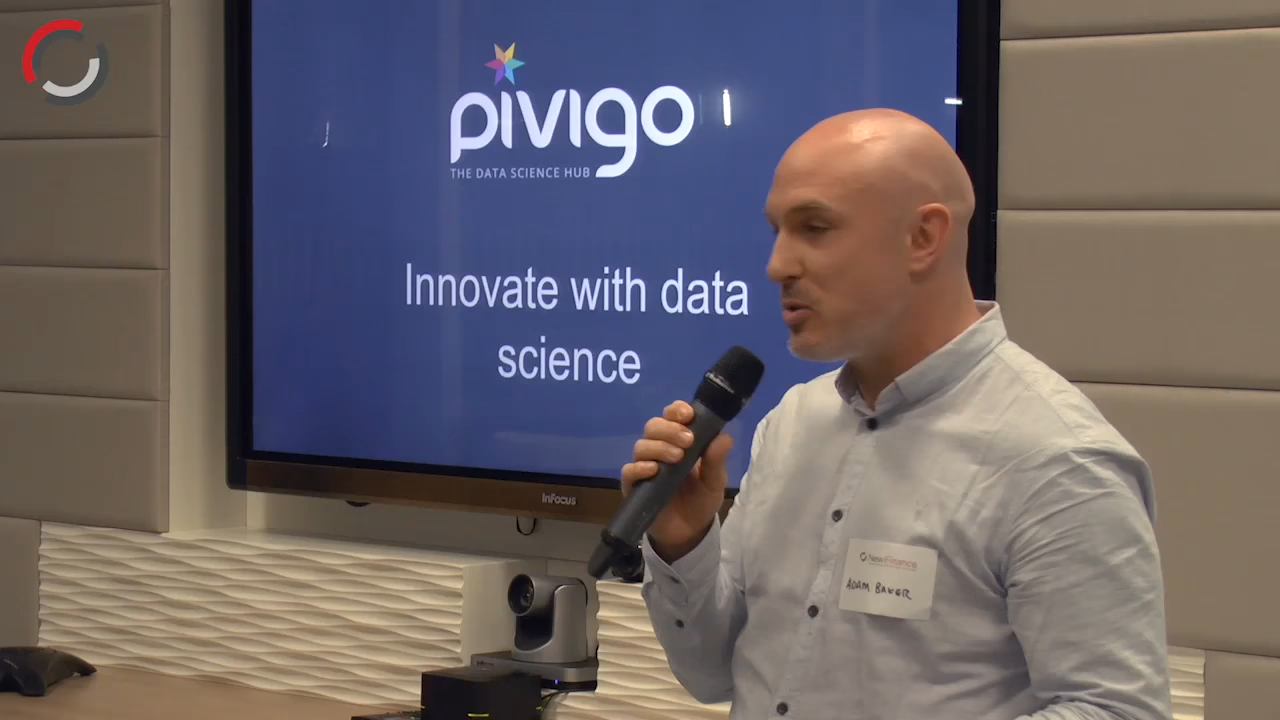 pivigo
THE DATA SCIENCE HUB
Innovate with data
science
InFocus
NewFinance
ADAM BAKER